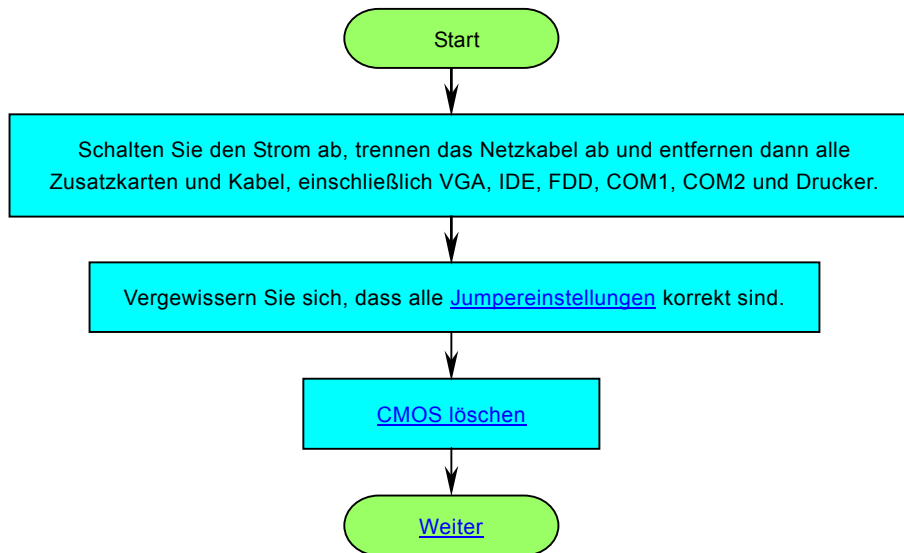 Start
Schalten Sie den Strom ab, trennen das Netzkabel ab und entfernen dann alle
Zusatzkarten und Kabel, einschließlich VGA, IDE, FDD, COM1, COM2 und Drucker.
Vergewissern Sie sich, dass alle Jumpereinstellungen korrekt sind.
CMOS löschen
Weiter